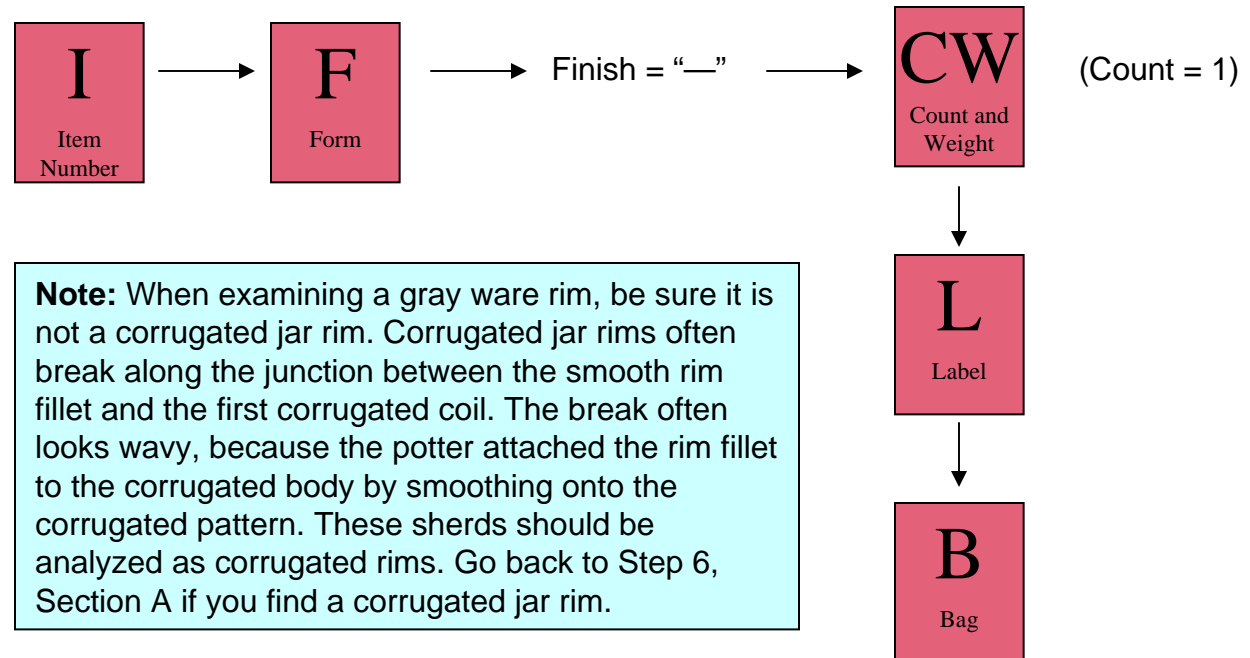 I
Item
Number
F
Form
Finish = “—”
CW
Count and
Weight
(Count = 1)
Note: When examining a gray ware rim, be sure it is
not a corrugated jar rim. Corrugated jar rims often
break along the junction between the smooth rim
fillet and the first corrugated coil. The break often
looks wavy, because the potter attached the rim fillet
to the corrugated body by smoothing onto the
corrugated pattern. These sherds should be
analyzed as corrugated rims. Go back to Step 6,
Section A if you find a corrugated jar rim.
L
Label
B
Bag